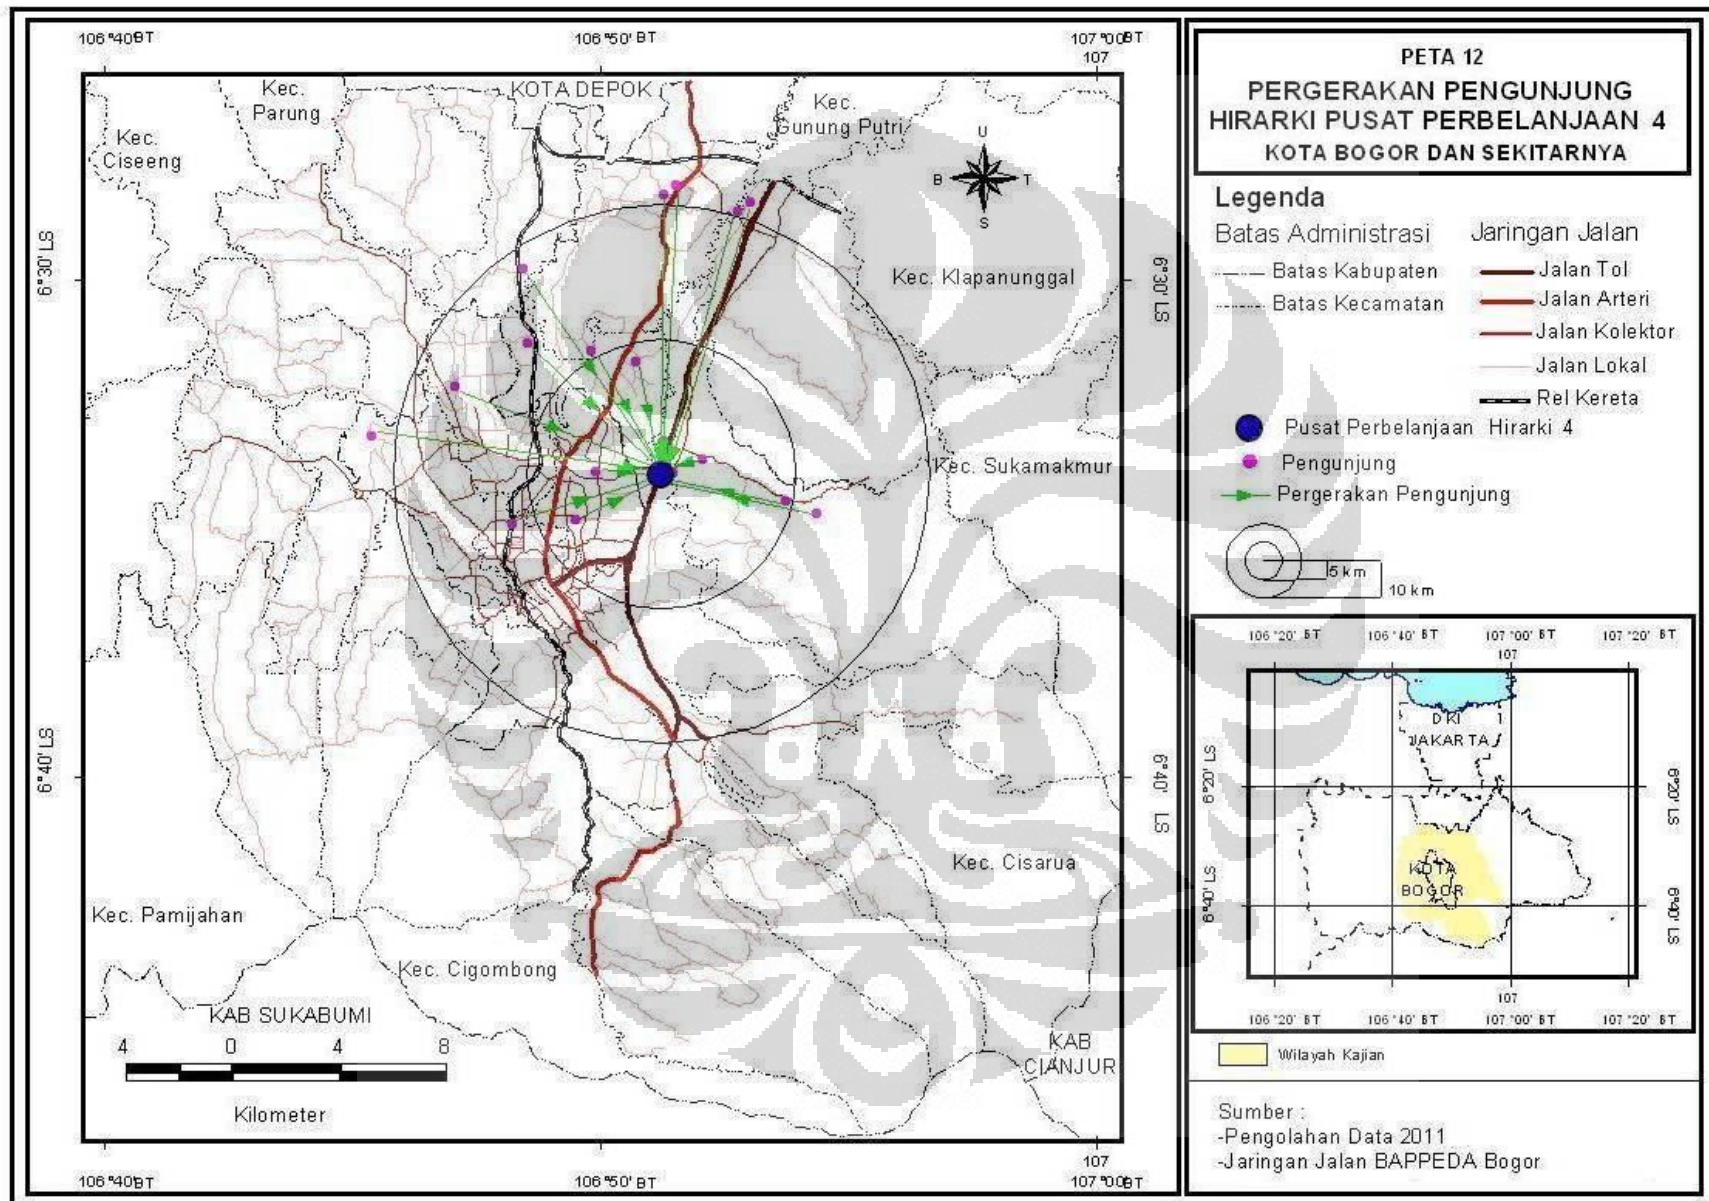 106°40'BT 106°50'BT 107°00'BT
107
Kec.
Parung
KOTA DEPOK
Kec.
Gunung Putri
Kec.
Ciseeng
U
B T
S
6°30' LS
6°30' LS
Kec. Klapanunggal
Kec. Sukamakmur
6°40' LS
6°40' LS
Kec. Cisarua
Kec. Pamijahan
Kec. Cigombong
KAB SUKABUMI
KAB
CIANJUR
4 0 4 8
Kilometer
107
106°40'BT 106°50'BT 107°00'BT
PETA 12
PERGERAKAN PENGUNJUNG
HIRARKI PUSAT PERBELANJAAN 4
KOTA BOGOR DAN SEKITARNYA
Legenda
Batas Administrasi Jaringan Jalan
Batas Kabupaten Jalan Tol
Batas Kecamatan Jalan Arteri
Jalan Kolektor
Jalan Lokal
Rel Kereta
Pusat Perbelanjaan Hirarki 4
Pengunjung
Pergerakan Pengunjung
5 km
10 km
106°20' BT 106°40' BT 107°00' BT 107°20' BT
107
DKI
JAKARTA
6°20' LS
6°20' LS
KOTA
BOGOR
6°40' LS
6°40' LS
107
106°20' BT 106°40' BT 107°00' BT 107°20' BT
Wilayah Kajian
Sumber :
-Pengolahan Data 2011
-Jaringan Jalan BAPPEDA Bogor